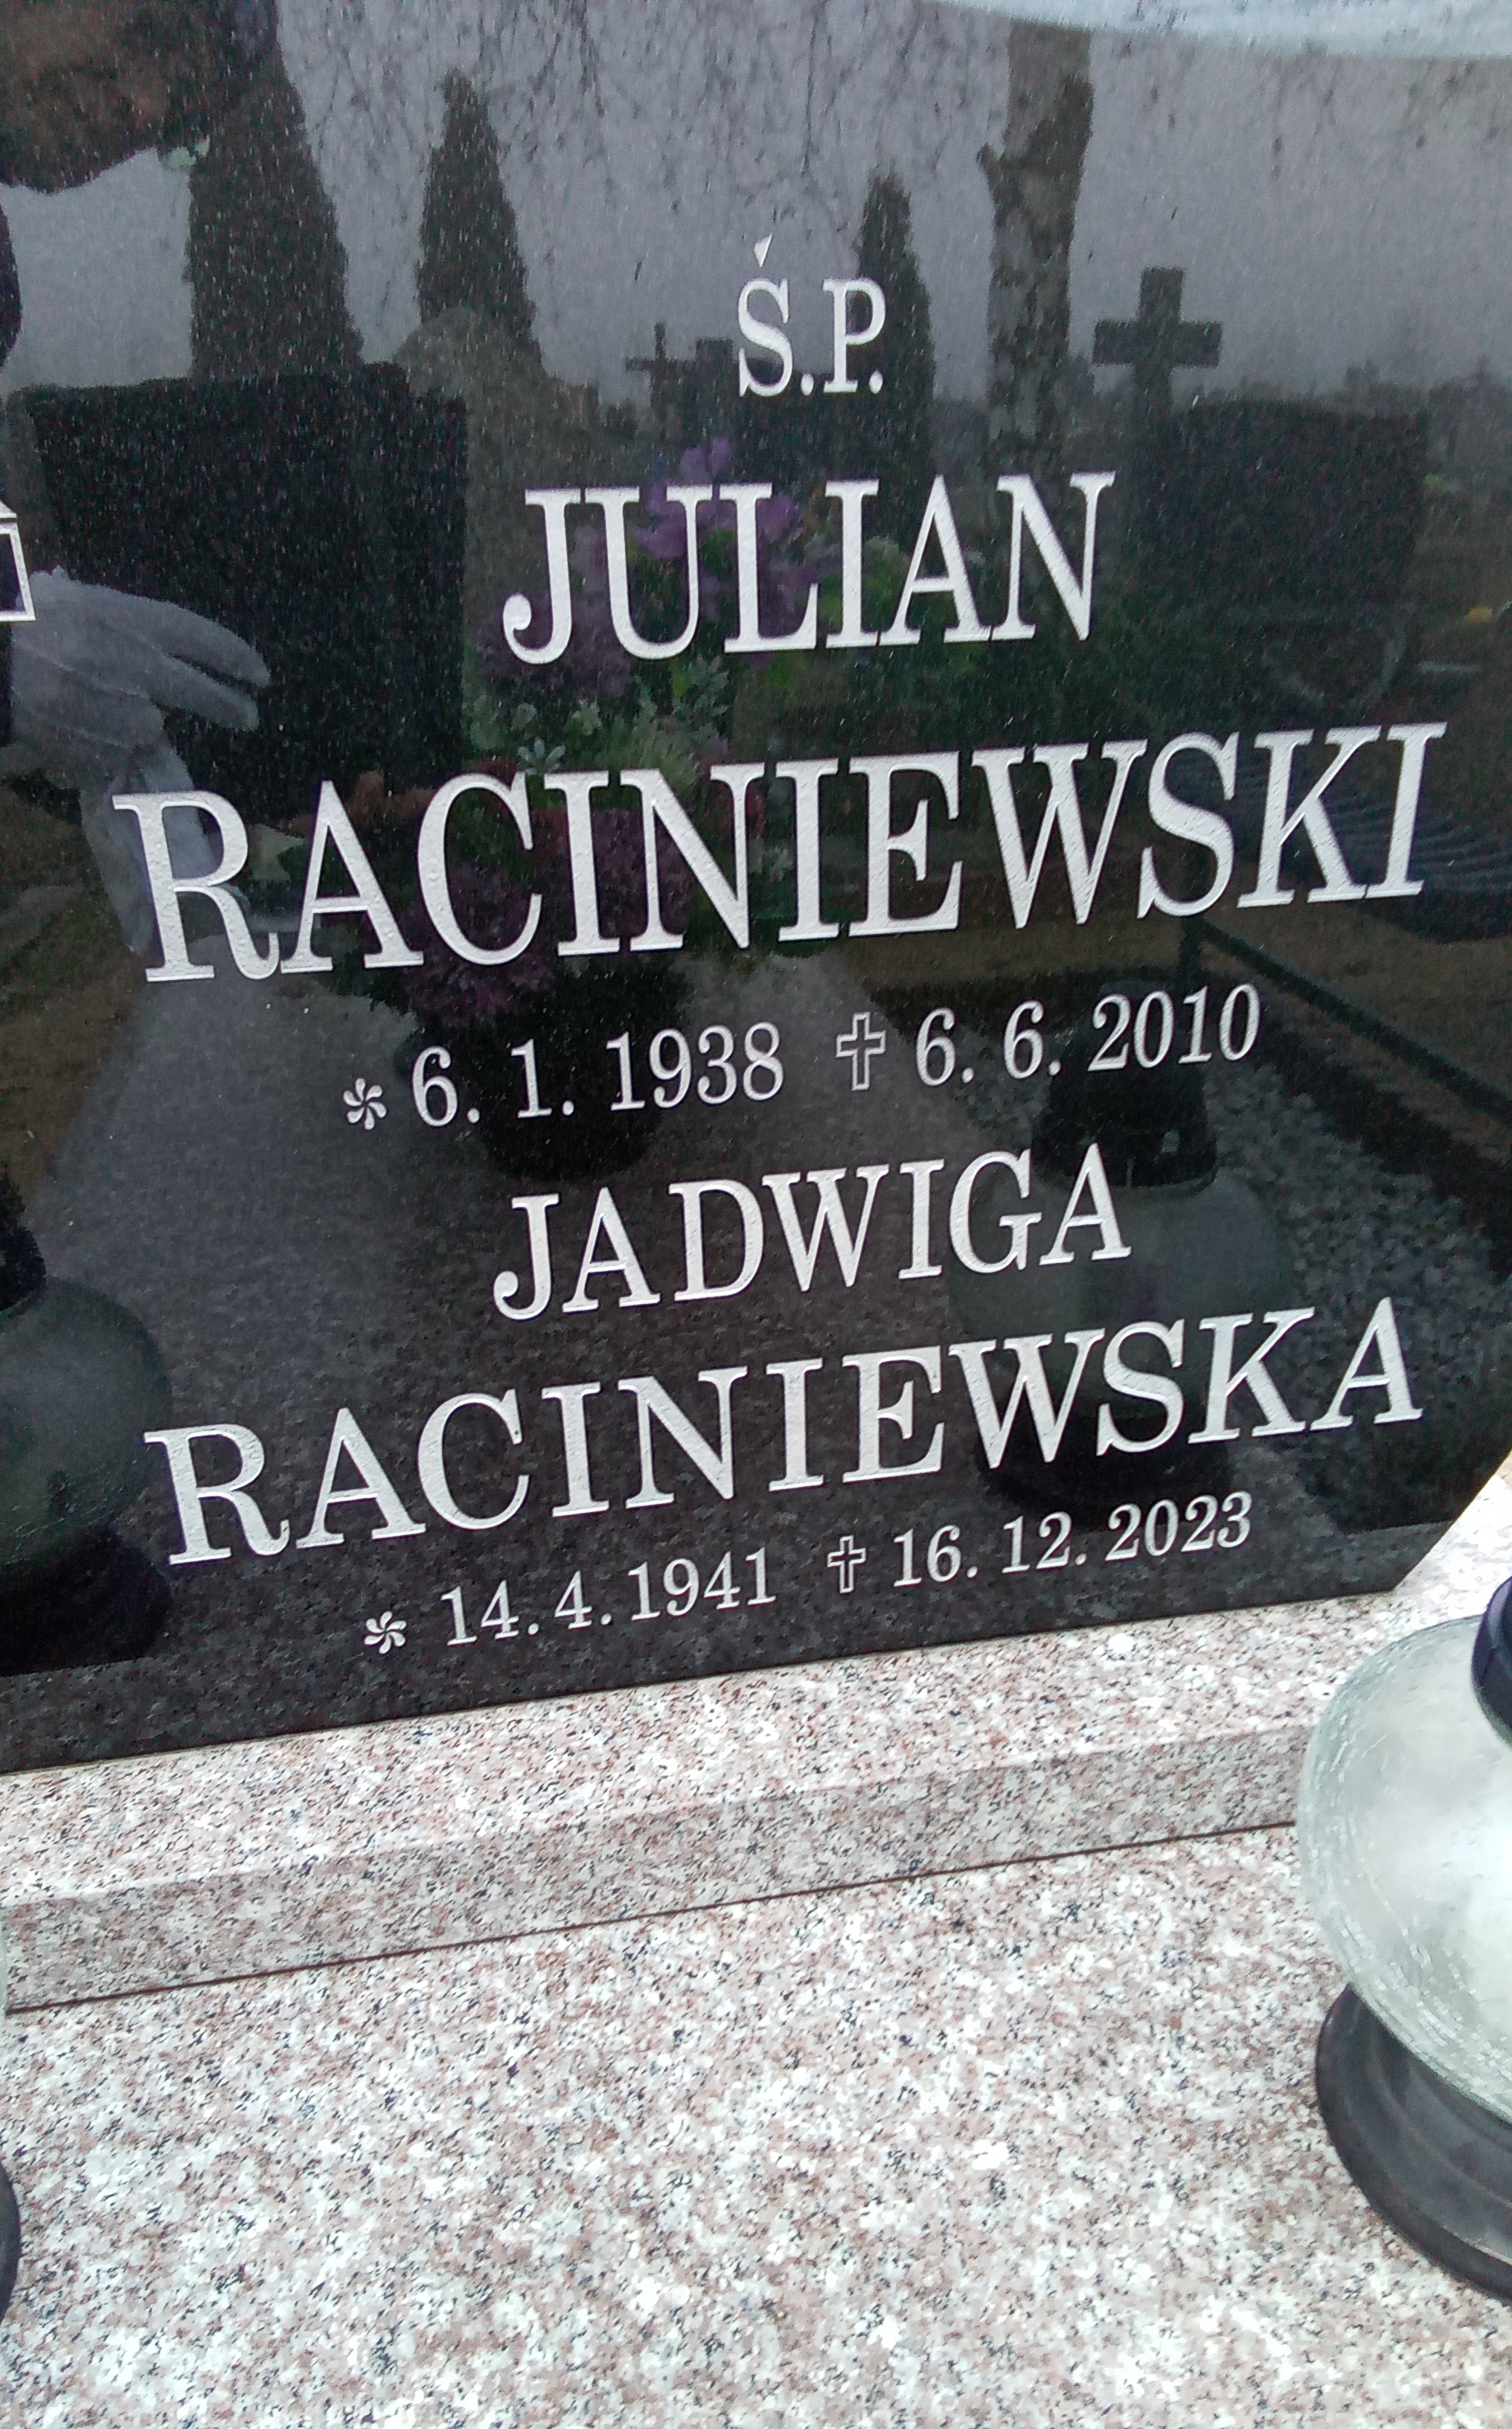 Ś.P.
JULIAN
RACINIEWSKI
* 6. 1. 1938 ✝ 6. 6. 2010
JADWIGA
RACINIEWSKA
* 14. 4. 1941 ✝ 16. 12. 2023